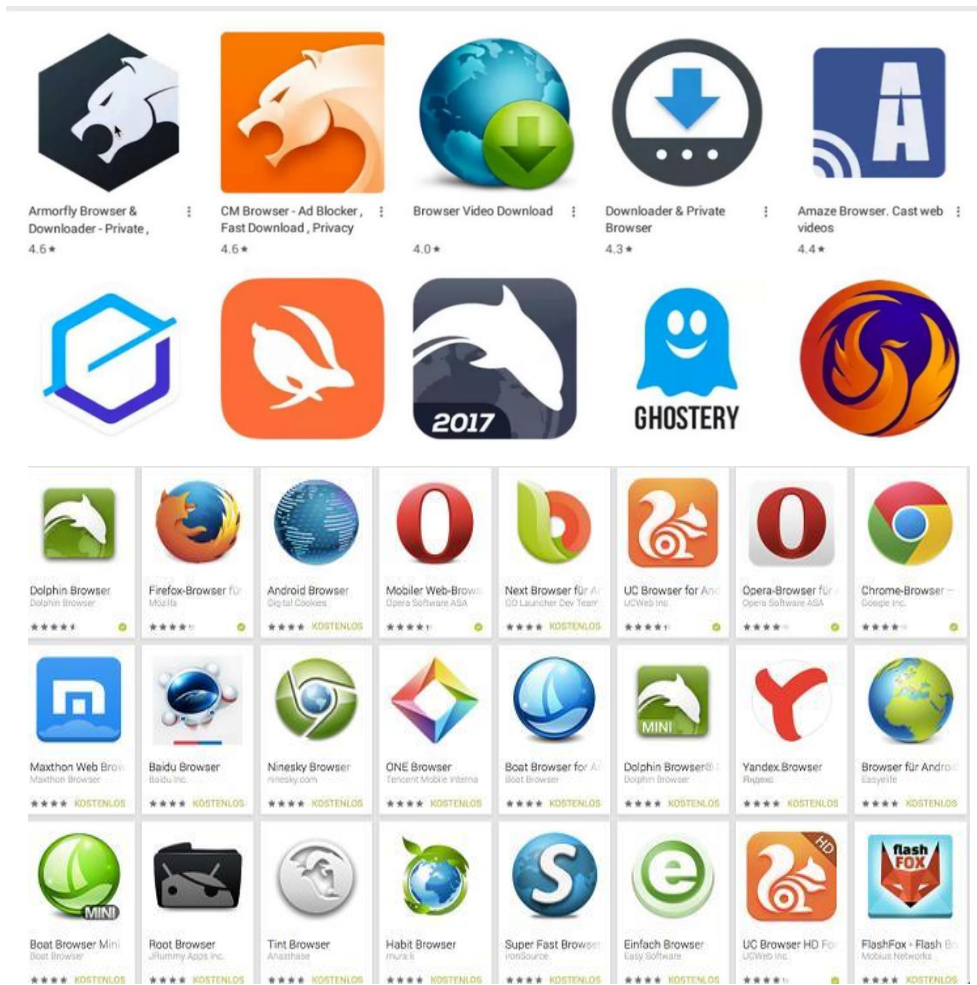 Armorfly Browser &
Downloader - Private ,
4.6★
CM Browser - Ad Blocker ,
Fast Download , Privacy
4.6★
Browser Video Download
4.0★
Downloader & Private
Browser
4.3★
A
Amaze Browser. Cast web
videos
4.4★
2017
GHOSTERY
Dolphin Browser
Dolphin Browser
Firefox-Browser für
Mozilla
Android Browser
Digital Cookies
KOSTENLOS
Mobiler Web-Brows
Opera Software ASA
Next Browser für A
GO Launcher Dev Team
KOSTENLOS
UC Browser for And
UCWeb Inc.
Opera-Browser für
Opera Software ASA
Chrome-Browser –
Google Inc.
Maxthon Web Brow
Maxthon Browser
KOSTENLOS
Baidu Browser
Baidu Inc.
KOSTENLOS
Ninesky Browser
ninesky.com
KOSTENLOS
ONE Browser
Tencent Mobile Interna
KOSTENLOS
Boat Browser for A
Boat Browser
KOSTENLOS
MINI
Dolphin Browser®
Dolphin Browser
KOSTENLOS
Yandex.Browser
Яндекс
KOSTENLOS
Browser für Androi
Easyelife
KOSTENLOS
MINI
Boat Browser Mini
Boat Browser
KOSTENLOS
Root Browser
JRummy Apps Inc.
KOSTENLOS
Tint Browser
Anasthase
KOSTENLOS
Habit Browser
mura:li
KOSTENLOS
S
Super Fast Browser
ironSource
KOSTENLOS
e
Einfach Browser
Easy Software
KOSTENLOS
HD
UC Browser HD Fo
UCWeb Inc.
flash
FOX
FlashFox - Flash Br
Mobius Networks
KOSTENLOS